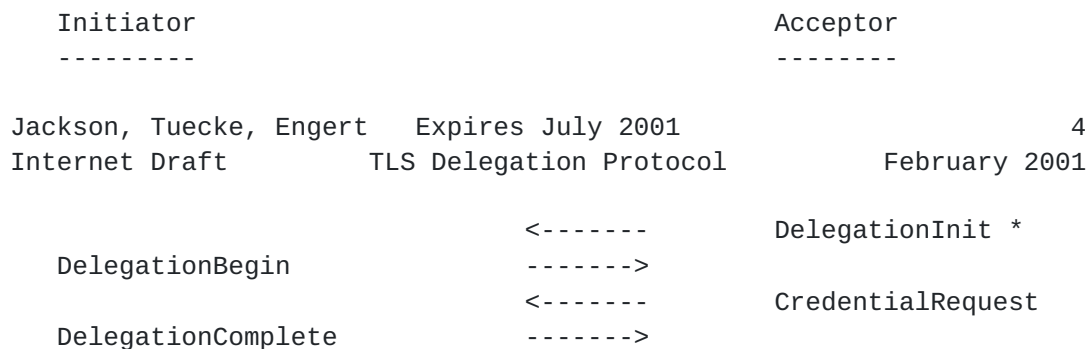 Initiator                                     Acceptor
---------                                     --------
Jackson, Tuecke, Engert   Expires July 2001                        4
Internet Draft         TLS Delegation Protocol          February 2001
<-------        DelegationInit *
DelegationBegin               ------->
<-------        CredentialRequest
DelegationComplete            ------->